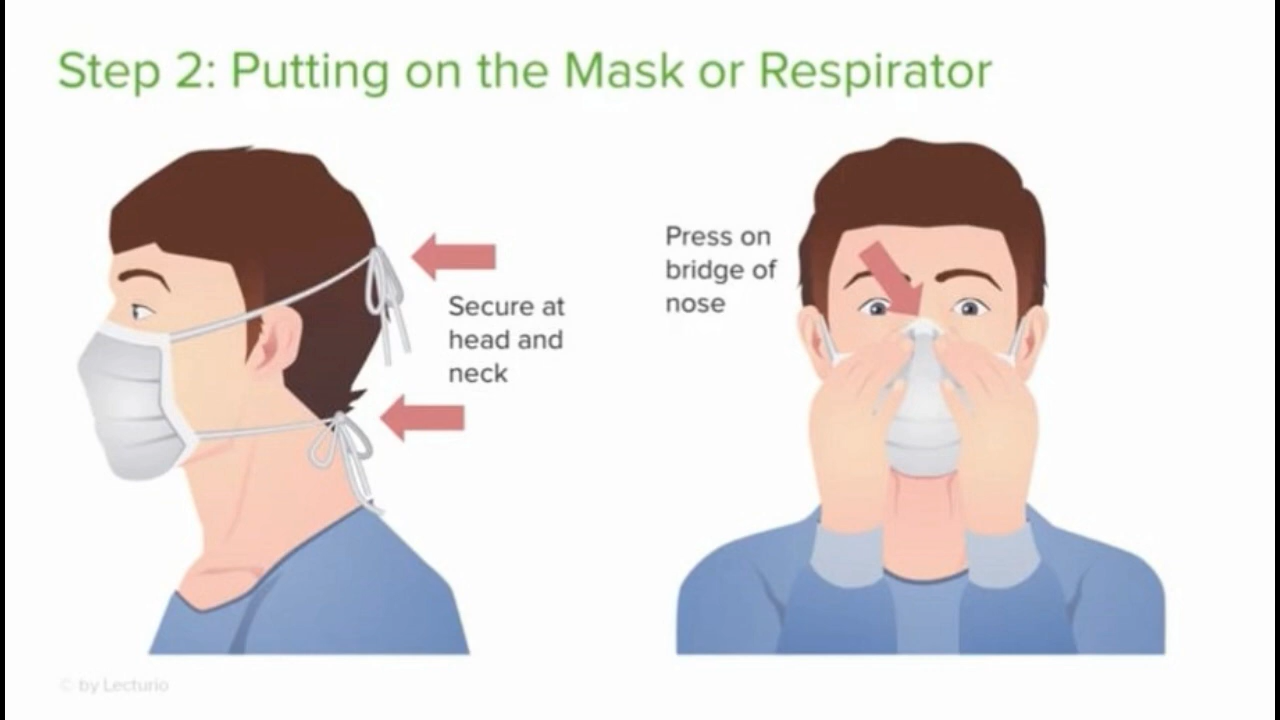 Step 2: Putting on the Mask or Respirator
Secure at
head and
neck
Press on
bridge of
nose
© by Lecturio